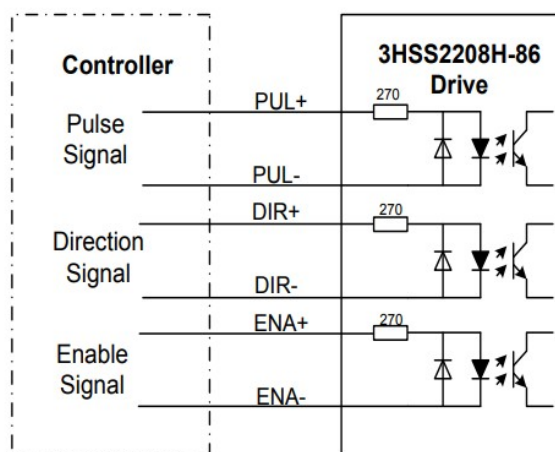 Controller
3HSS2208H-86
Drive
Pulse
Signal
PUL+
270
PUL-
Direction
Signal
DIR+
270
DIR-
Enable
Signal
ENA+
270
ENA-